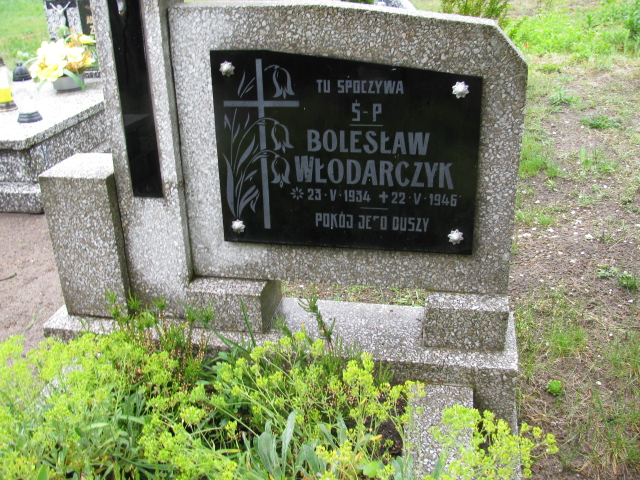 TU SPOCZYWA
Ś-P
BOLESŁAW
WŁODARCZYK
23·V·1934 22·V·1946
POKÓJ JEGO DUSZY